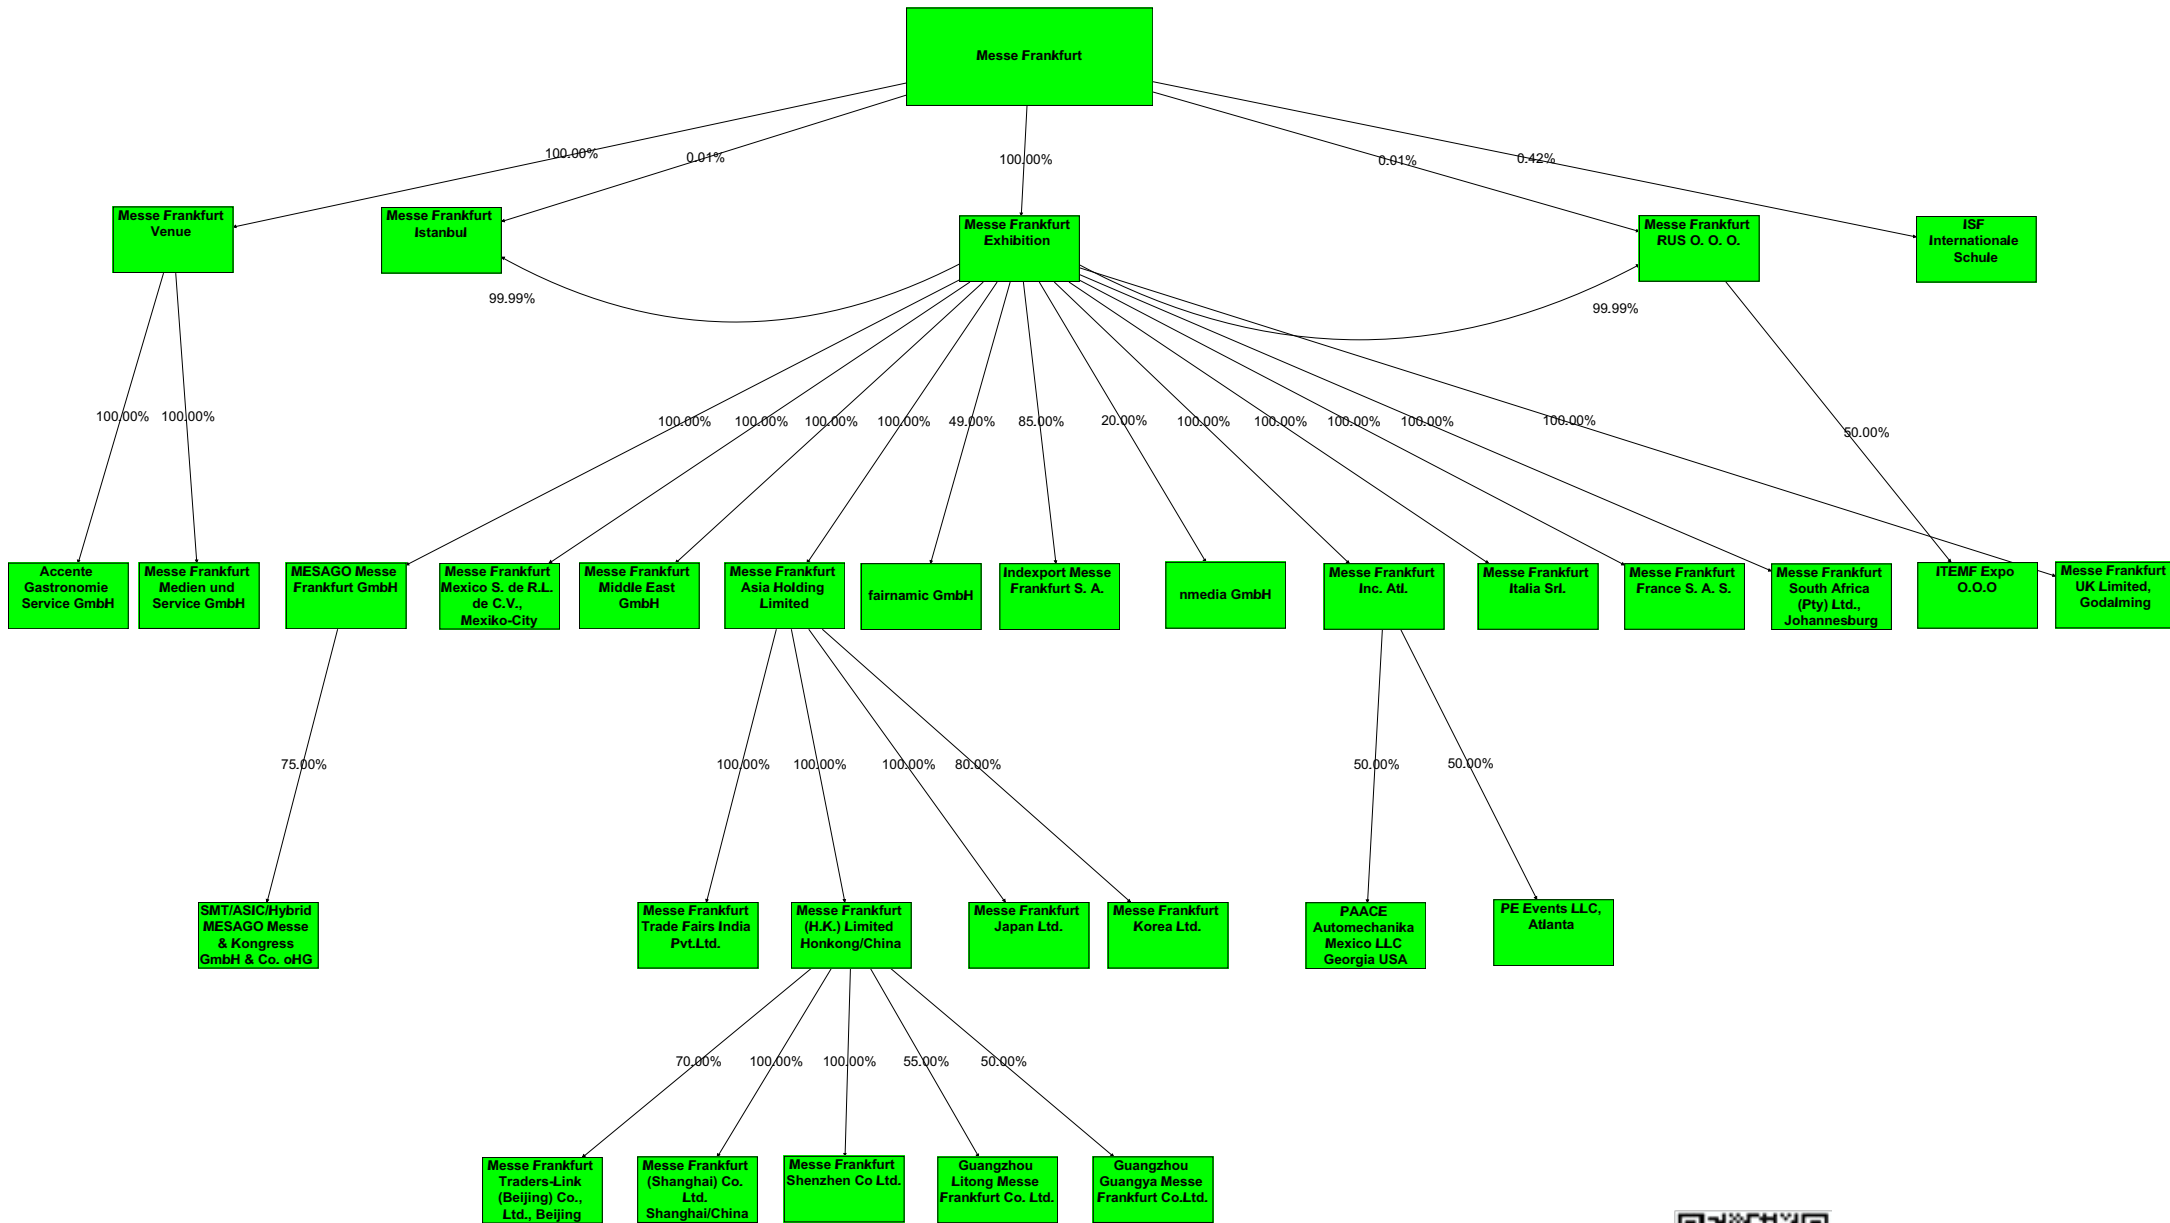 Messe Frankfurt
100.00%
0.01%
100.00%
0.01%
0.42%
Messe Frankfurt
Venue
Messe Frankfurt
Istanbul
Messe Frankfurt
Exhibition
Messe Frankfurt
RUS O. O. O.
ISF
Internationale
Schule
99.99%
99.99%
100.00%
100.00%
100.00%
100.00%
100.00%
100.00%
49.00%
85.00%
20.00%
100.00%
100.00%
100.00%
100.00%
100.00%
50.00%
Accente
Gastronomie
Service GmbH
Messe Frankfurt
Medien und
Service GmbH
MESAGO Messe
Frankfurt GmbH
Messe Frankfurt
Mexico S. de R.L.
de C.V.,
Mexiko-City
Messe Frankfurt
Middle East
GmbH
Messe Frankfurt
Asia Holding
Limited
fairnamic GmbH
Indexport Messe
Frankfurt S. A.
nmedia GmbH
Messe Frankfurt
Inc. Atl.
Messe Frankfurt
Italia Srl.
Messe Frankfurt
France S. A. S.
Messe Frankfurt
South Africa
(Pty) Ltd.,
Johannesburg
ITEMF Expo
O.O.O
Messe Frankfurt
UK Limited,
Godalming
75.00%
100.00%
100.00%
100.00%
80.00%
50.00%
50.00%
SMT/ASIC/Hybrid
MESAGO Messe
& Kongress
GmbH & Co. oHG
Messe Frankfurt
Trade Fairs India
Pvt.Ltd.
Messe Frankfurt
(H.K.) Limited
Honkong/China
Messe Frankfurt
Japan Ltd.
Messe Frankfurt
Korea Ltd.
PAACE
Automechanika
Mexico LLC
Georgia USA
PE Events LLC,
Atlanta
70.00%
100.00%
100.00%
55.00%
50.00%
Messe Frankfurt
Traders-Link
(Beijing) Co.,
Ltd., Beijing
Messe Frankfurt
(Shanghai) Co.
Ltd.
Shanghai/China
Messe Frankfurt
Shenzhen Co Ltd.
Guangzhou
Litong Messe
Frankfurt Co. Ltd.
Guangzhou
Guangya Messe
Frankfurt Co.Ltd.